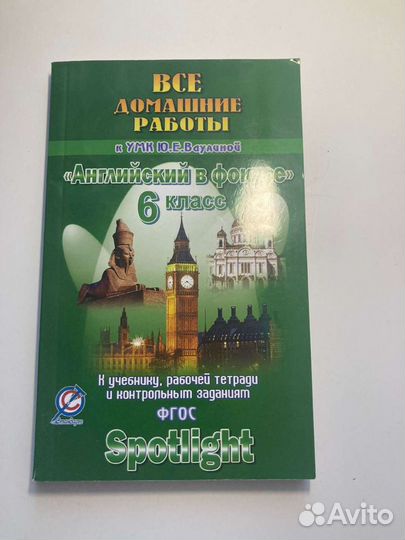 ВСЕ
ДОМАШНИЕ
РАБОТЫ
к УМК Ю.Е.Ваулиной
«Английский в фокусе»
6 класс
К учебнику, рабочей тетради
и контрольным заданиям
ФГОС
Spotlight
Avito